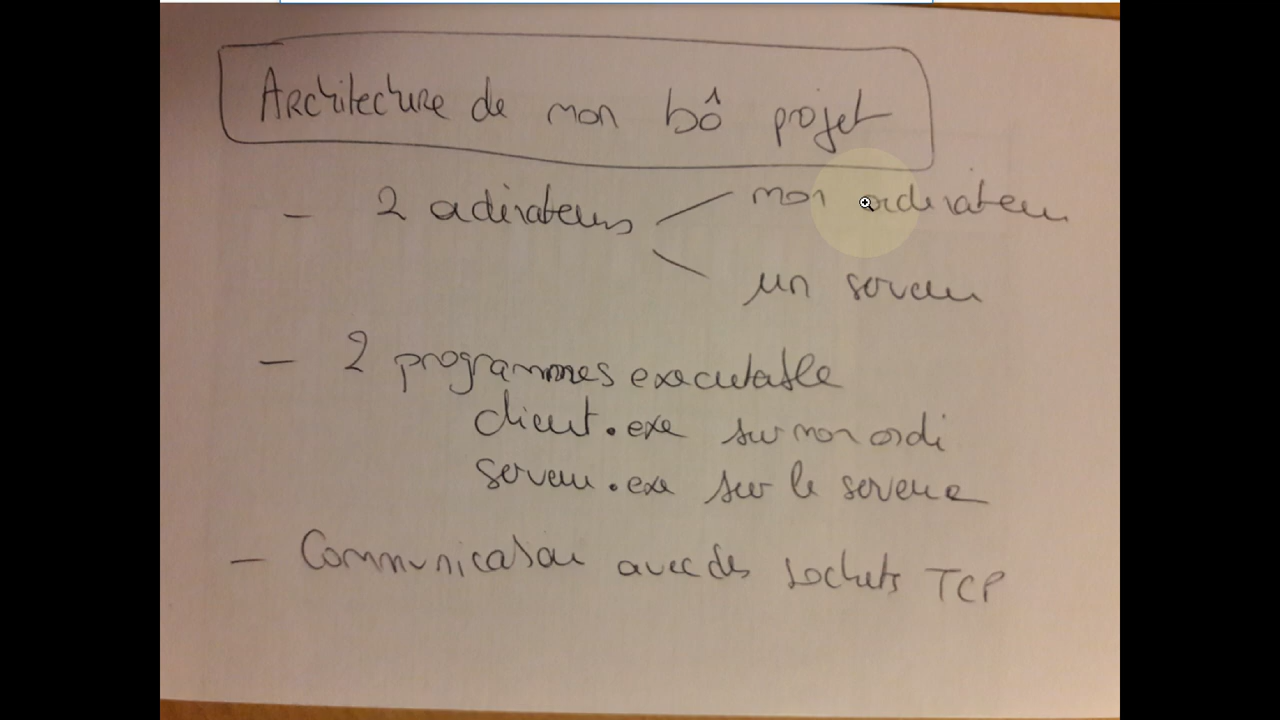 Architecture de mon bô projet
- 2 ordinateurs
mon ordinateur
un serveur
- 2 programmes executable
client.exe sur mon ordi
serveur.exe sur le serveur
- Communication avec des sockets TCP